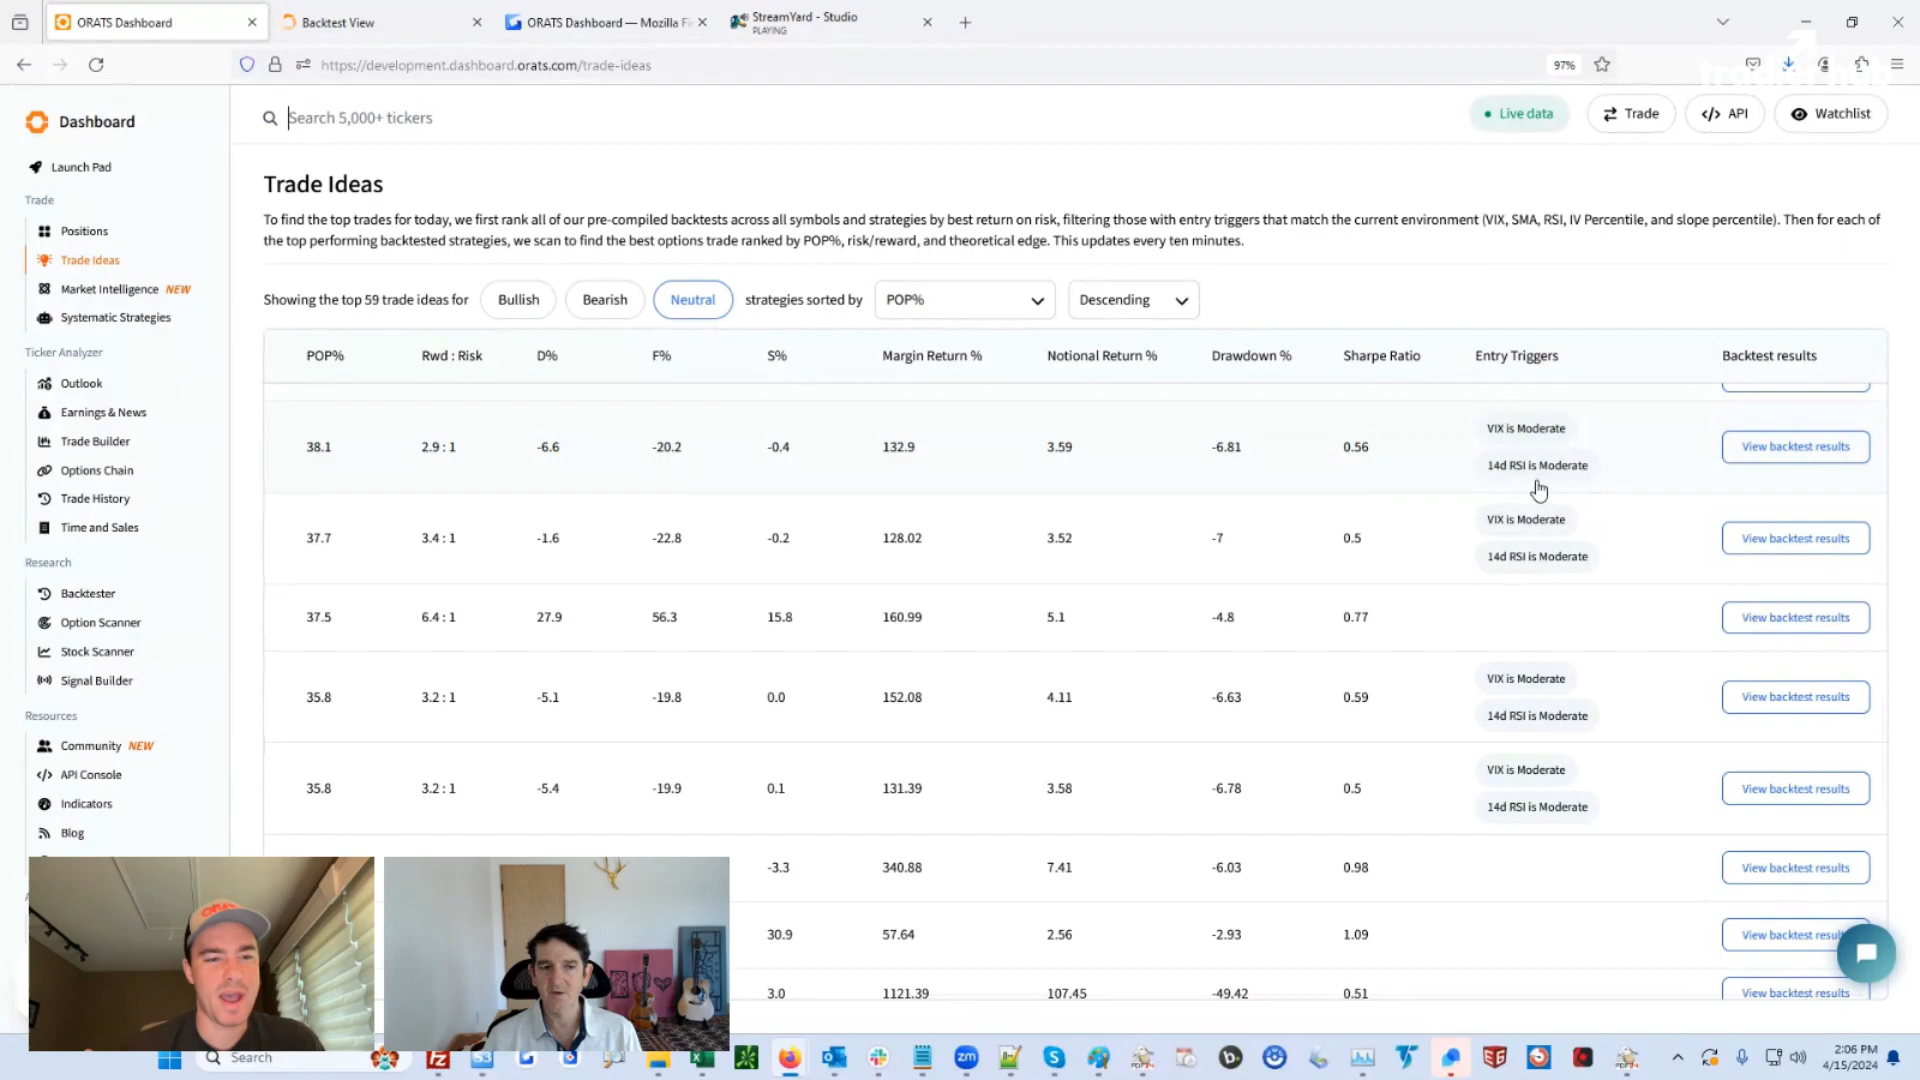 ORATS Dashboard
Backtest View
ORATS Dashboard — Mozilla Fi
StreamYard - Studio
PLAYING
https://development.dashboard.orats.com/trade-ideas
97%
tradier hub
Dashboard
Search 5,000+ tickers
Live data
Trade
</> API
Watchlist
Launch Pad
Trade
Positions
Trade Ideas
Market Intelligence NEW
Systematic Strategies
Ticker Analyzer
Outlook
Earnings & News
Trade Builder
Options Chain
Trade History
Time and Sales
Research
Backtester
Option Scanner
Stock Scanner
Signal Builder
Resources
Community NEW
API Console
Indicators
Blog
Trade Ideas
To find the top trades for today, we first rank all of our pre-compiled backtests across all symbols and strategies by best return on risk, filtering those with entry triggers that match the current environment (VIX, SMA, RSI, IV Percentile, and slope percentile). Then for each of
the top performing backtested strategies, we scan to find the best options trade ranked by POP%, risk/reward, and theoretical edge. This updates every ten minutes.
Showing the top 59 trade ideas for Bullish Bearish Neutral strategies sorted by POP% Descending
POP% Rwd : Risk D% F% S% Margin Return % Notional Return % Drawdown % Sharpe Ratio Entry Triggers Backtest results
38.1 2.9 : 1 -6.6 -20.2 -0.4 132.9 3.59 -6.81 0.56 VIX is Moderate View backtest results
14d RSI is Moderate
37.7 3.4 : 1 -1.6 -22.8 -0.2 128.02 3.52 -7 0.5 VIX is Moderate View backtest results
14d RSI is Moderate
37.5 6.4 : 1 27.9 56.3 15.8 160.99 5.1 -4.8 0.77 View backtest results
35.8 3.2 : 1 -5.1 -19.8 0.0 152.08 4.11 -6.63 0.59 VIX is Moderate View backtest results
14d RSI is Moderate
35.8 3.2 : 1 -5.4 -19.9 0.1 131.39 3.58 -6.78 0.5 VIX is Moderate View backtest results
14d RSI is Moderate
-3.3 340.88 7.41 -6.03 0.98 View backtest results
30.9 57.64 2.56 -2.93 1.09 View backtest resul
3.0 1121.39 107.45 -49.42 0.51 View backtest results
Search
2:06 PM
4/15/2024